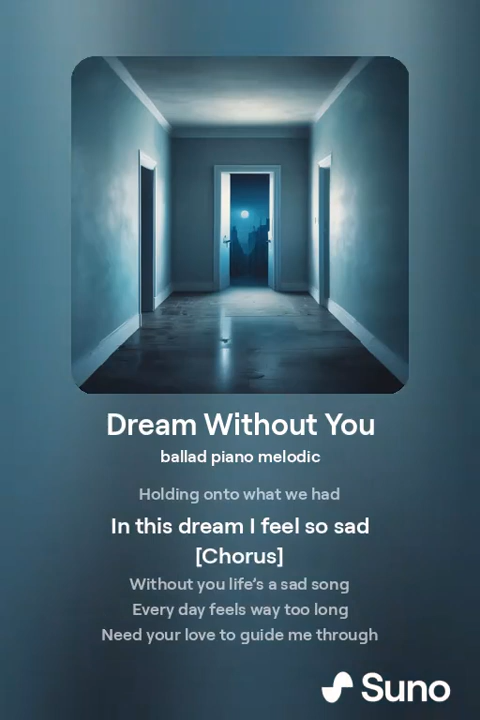 Dream Without You
ballad piano melodic
Holding onto what we had
In this dream I feel so sad
[Chorus]
Without you life's a sad song
Every day feels way too long
Need your love to guide me through
Suno